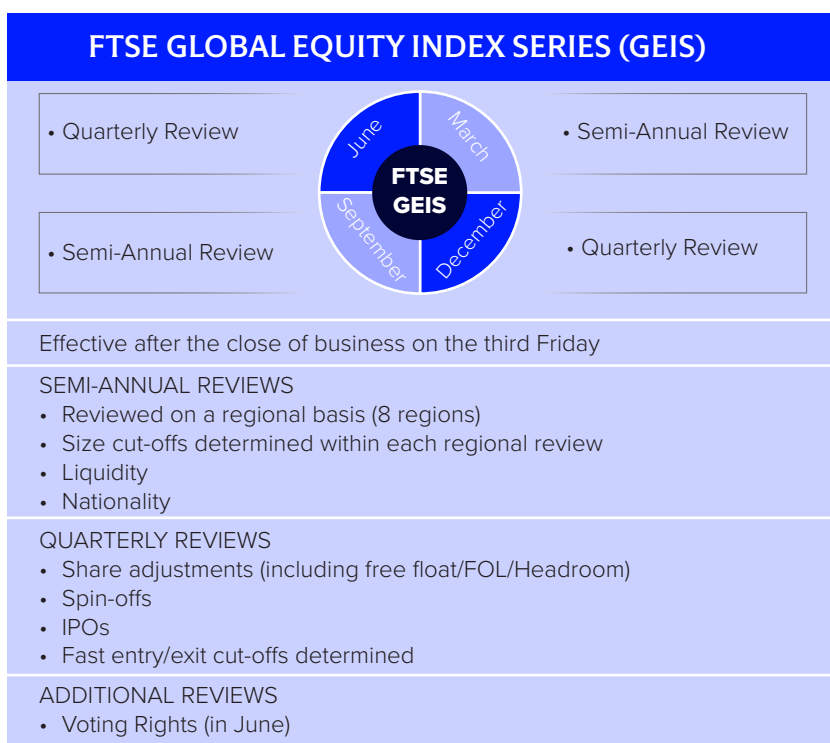 FTSE GLOBAL EQUITY INDEX SERIES (GEIS)
• Quarterly Review
June
March
• Semi-Annual Review
FTSE
GEIS
• Semi-Annual Review
September
December
• Quarterly Review
Effective after the close of business on the third Friday
SEMI-ANNUAL REVIEWS
• Reviewed on a regional basis (8 regions)
• Size cut-offs determined within each regional review
• Liquidity
• Nationality
QUARTERLY REVIEWS
• Share adjustments (including free float/FOL/Headroom)
• Spin-offs
• IPOs
• Fast entry/exit cut-offs determined
ADDITIONAL REVIEWS
• Voting Rights (in June)